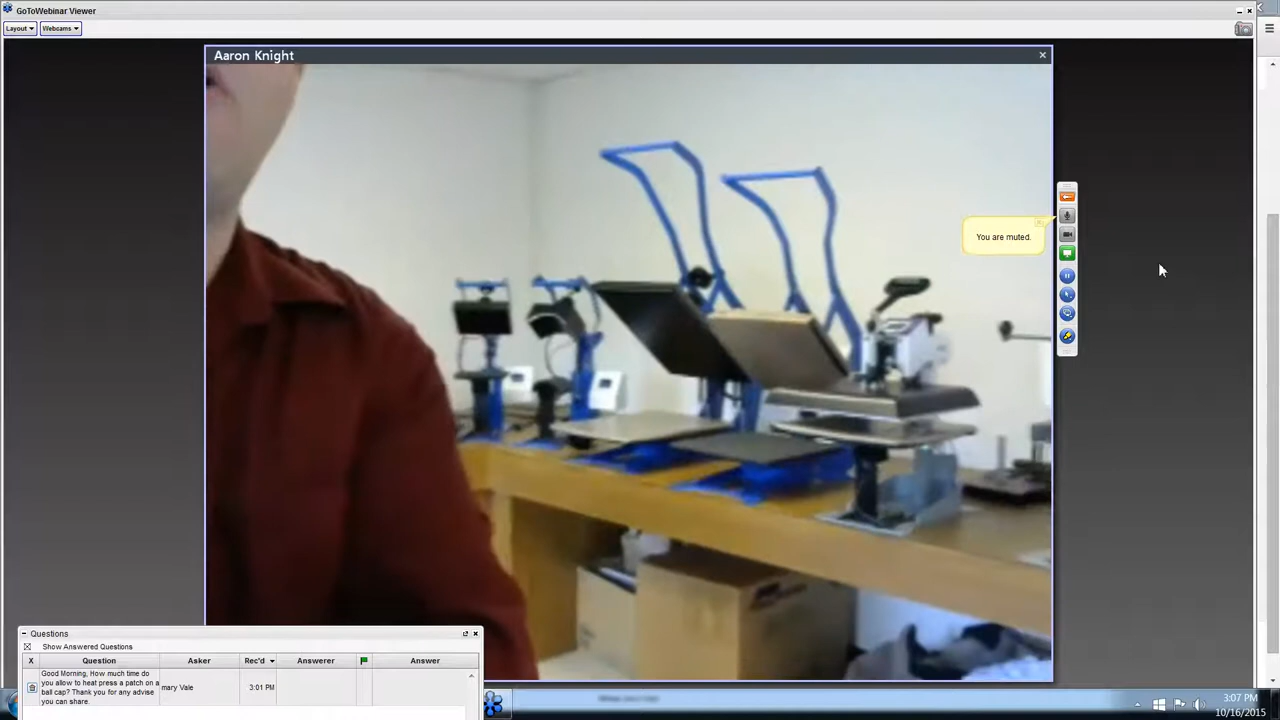 GoToWebinar Viewer
Layout
Webcams
Aaron Knight
You are muted.
Questions
Show Answered Questions
X Question Asker Rec'd Answerer Answer
Good Morning, How much time do
you allow to heat press a patch on a
ball cap? Thank you for any advise
you can share.
mary Vale
3:01 PM
3:07 PM
10/16/2015